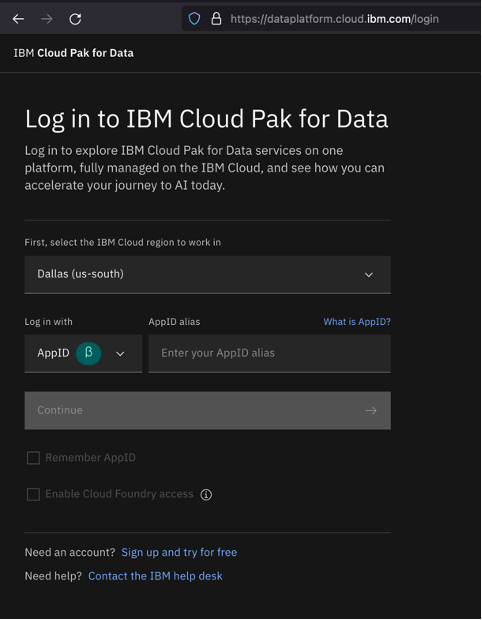 https://dataplatform.cloud.ibm.com/login
IBM Cloud Pak for Data
Log in to IBM Cloud Pak for Data
Log in to explore IBM Cloud Pak for Data services on one
platform, fully managed on the IBM Cloud, and see how you can
accelerate your journey to AI today.
First, select the IBM Cloud region to work in
Dallas (us-south)
Log in with
AppID alias
What is AppID?
AppID β
Enter your AppID alias
Continue
Remember AppID
Enable Cloud Foundry access
Need an account? Sign up and try for free
Need help? Contact the IBM help desk